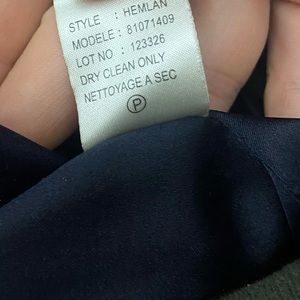 STYLE : HEMLAN
MODELE : 81071409
LOT NO : 123326
DRY CLEAN ONLY
NETTOYAGE A SEC
P